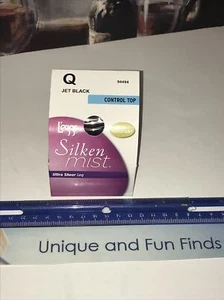 Q
JET BLACK
CONTROL TOP
L'eggs
Silken
mist.
Ultra Sheer Leg
Unique and Fun Finds